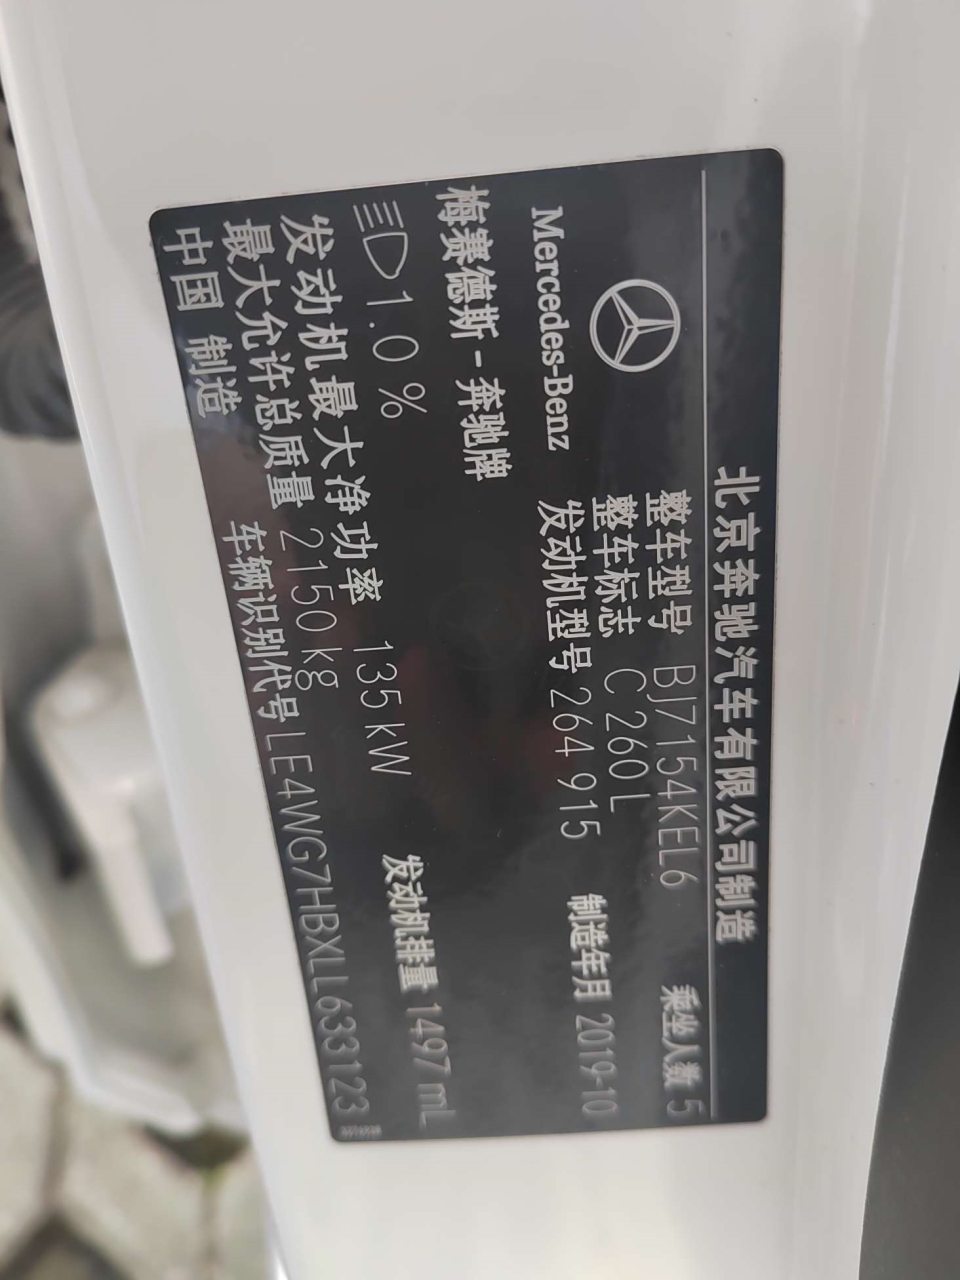 北京奔驰汽车有限公司制造
整车型号 BJ7154KEL6 乘坐人数 5
整车标志 C 260 L
Mercedes-Benz 发动机型号 264 915 制造年月 2019-10
梅赛德斯-奔驰牌
1.0 %
发动机最大净功率 135 kW 发动机排量 1497 mL
最大允许总质量 2150 kg
中国 制造 车辆识别代号 LE4WG7HBXLL633123